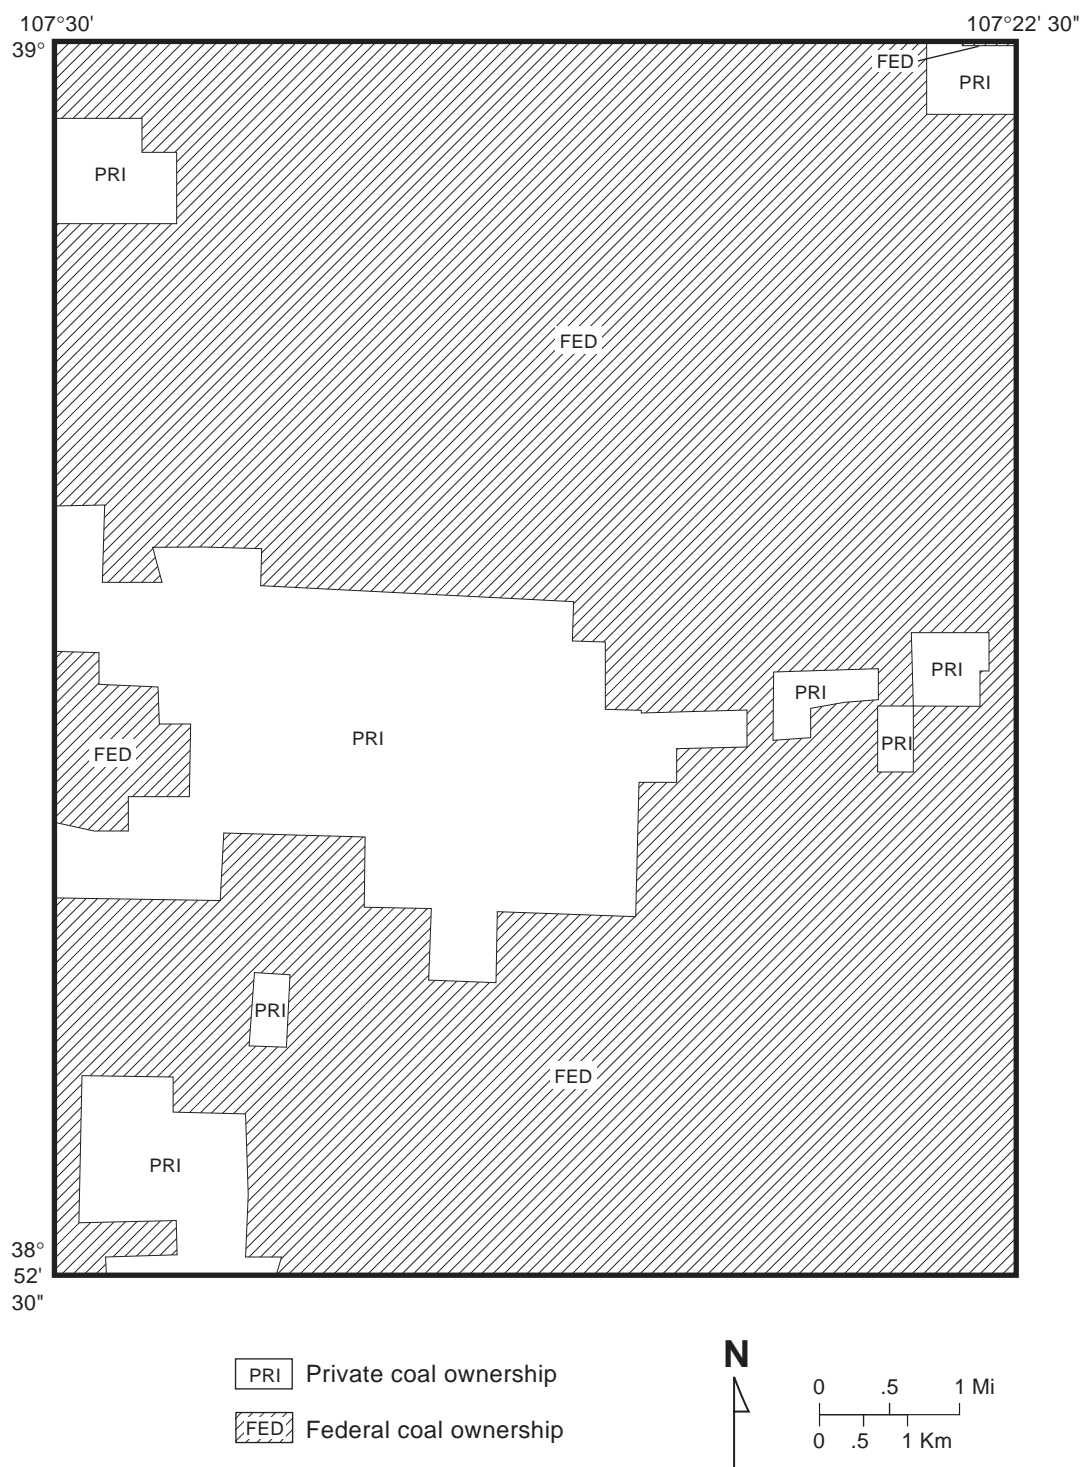 107°30'
107°22' 30"
39°
FED
PRI
PRI
FED
PRI
PRI
PRI
FED
PRI
PRI
FED
PRI
38°
52'
30"
PRI Private coal ownership
FED Federal coal ownership
N
0 .5 1 Mi
0 .5 1 Km